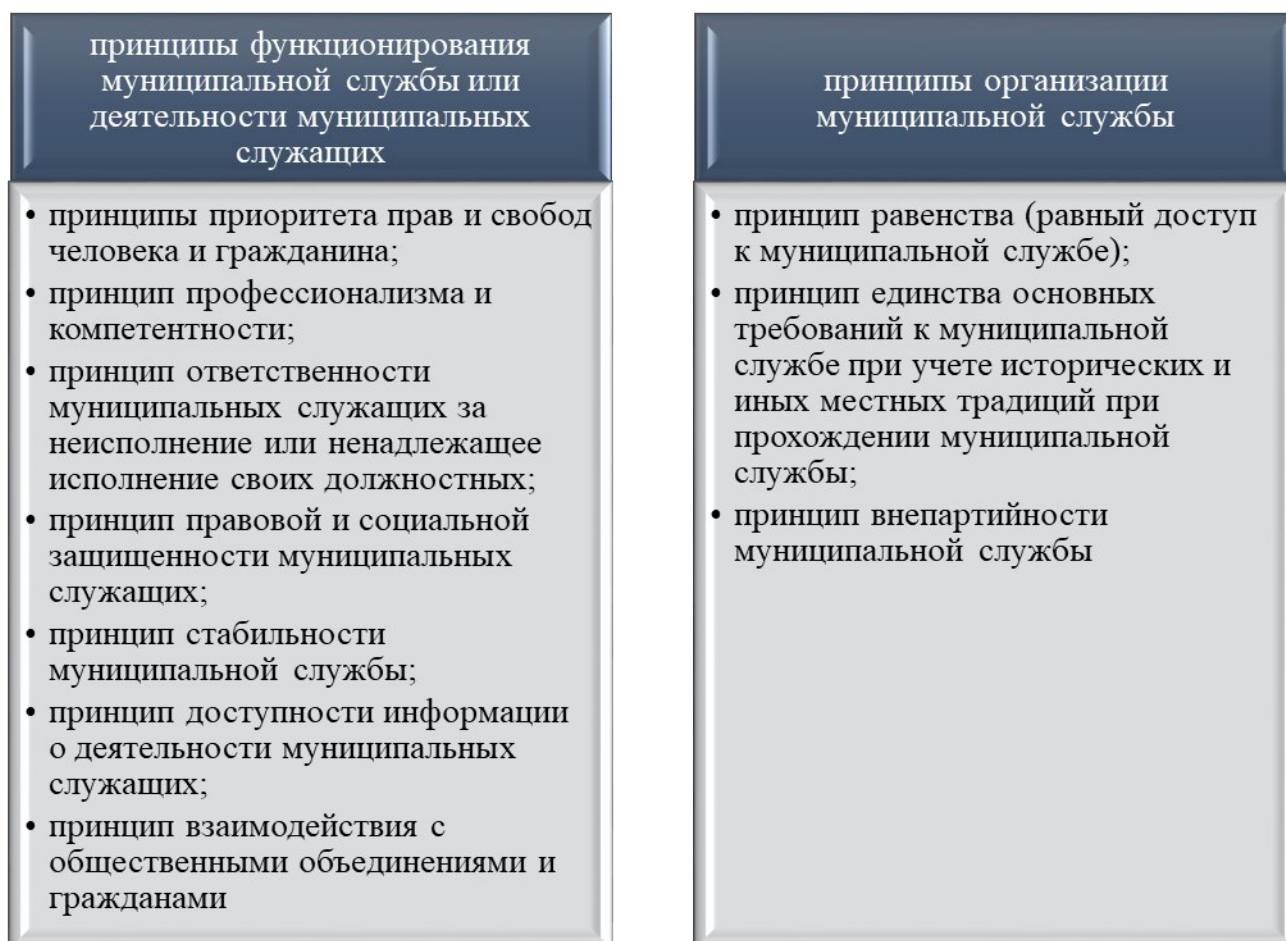 принципы функционирования
муниципальной службы или
деятельности муниципальных
служащих
• принципы приоритета прав и свобод
человека и гражданина;
• принцип профессионализма и
компетентности;
• принцип ответственности
муниципальных служащих за
неисполнение или ненадлежащее
исполнение своих должностных;
• принцип правовой и социальной
защищенности муниципальных
служащих;
• принцип стабильности
муниципальной службы;
• принцип доступности информации
о деятельности муниципальных
служащих;
• принцип взаимодействия с
общественными объединениями и
гражданами
принципы организации
муниципальной службы
• принцип равенства (равный доступ
к муниципальной службе);
• принцип единства основных
требований к муниципальной
службе при учете исторических и
иных местных традиций при
прохождении муниципальной
службы;
• принцип внепартийности
муниципальной службы